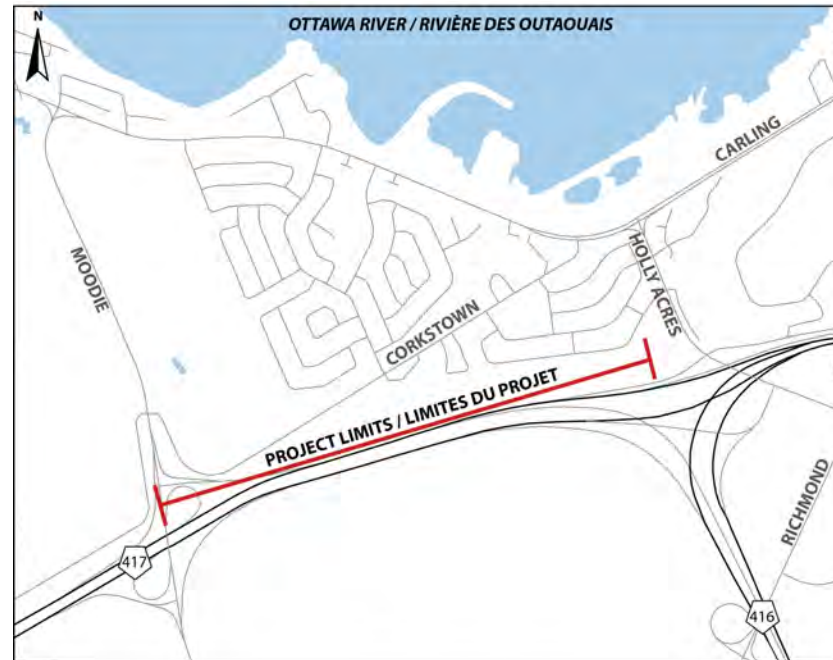 N
OTTAWA RIVER / RIVIÈRE DES OUTAOUAIS
CARLING
MOODIE
HOLLY ACRES
CORKSTOWN
PROJECT LIMITS / LIMITES DU PROJET
RICHMOND
417
416